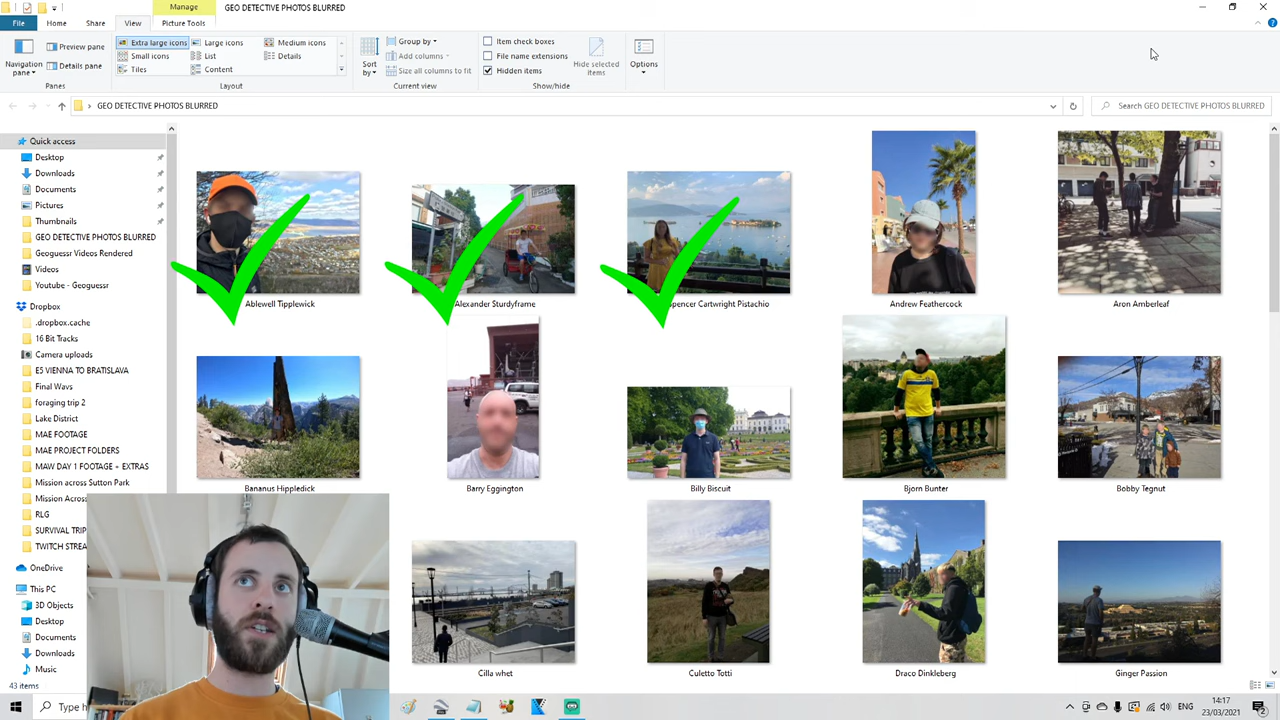 Manage
GEO DETECTIVE PHOTOS BLURRED
File
Home
Share
View
Picture Tools
Navigation pane
Preview pane
Details pane
Panes
Extra large icons
Large icons
Medium icons
Small icons
List
Details
Tiles
Content
Layout
Sort by
Group by
Add columns
Size all columns to fit
Current view
Item check boxes
File name extensions
Hidden items
Hide selected items
Show/hide
Options
GEO DETECTIVE PHOTOS BLURRED
Search GEO DETECTIVE PHOTOS BLURRED
Quick access
Desktop
Downloads
Documents
Pictures
Thumbnails
GEO DETECTIVE PHOTOS BLURRED
Geoguessr Videos Rendered
Videos
Youtube - Geoguessr
Dropbox
.dropbox.cache
16 Bit Tracks
Camera uploads
E5 VIENNA TO BRATISLAVA
Final Wavs
foraging trip 2
Lake District
MAE FOOTAGE
MAE PROJECT FOLDERS
MAW DAY 1 FOOTAGE + EXTRAS
Mission across Sutton Park
Mission Across
RLG
SURVIVAL TRIP
TWITCH STREA
OneDrive
This PC
3D Objects
Desktop
Documents
Downloads
Music
Ablewell Tipplewick
Alexander Sturdyframe
Spencer Cartwright Pistachio
Andrew Feathercock
Aron Amberleaf
Bananus Hippledick
Barry Eggington
Billy Biscuit
Bjorn Bunter
Bobby Tegnut
Cilla whet
Culetto Totti
Draco Dinkleberg
Ginger Passion
43 items
Type h
14:17
23/03/2021
2